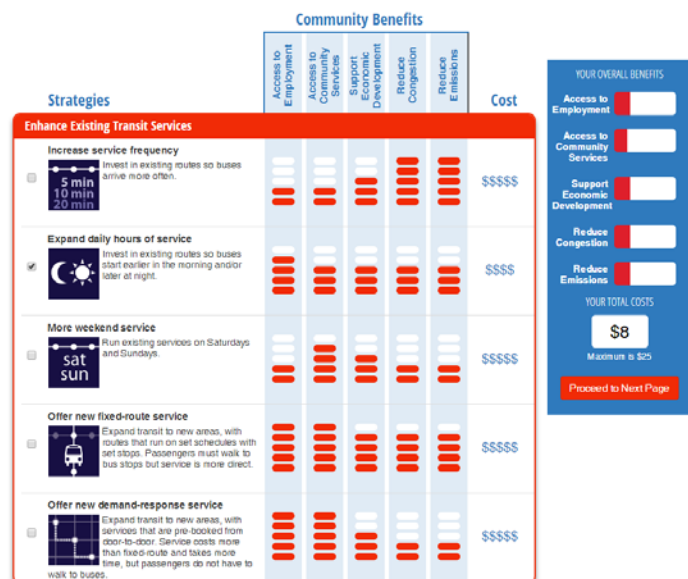 Community Benefits
Strategies
Access to
Employment
Access to
Community
Services
Support
Economic
Development
Reduce
Congestion
Reduce
Emissions
Cost
Enhance Existing Transit Services
Increase service frequency
5 min
10 min
20 min
Invest in existing routes so buses
arrive more often.
$$$$$
Expand daily hours of service
Invest in existing routes so buses
start earlier in the morning and/or
later at night.
$$$$
More weekend service
sat
sun
Run existing services on Saturdays
and Sundays.
$$$$$
Offer new fixed-route service
Expand transit to new areas, with
routes that run on set schedules with
set stops. Passengers must walk to
bus stops but service is more direct.
$$$$$
Offer new demand-response service
Expand transit to new areas, with
services that are pre-booked from
door-to-door. Service costs more
than fixed-route and takes more
time, but passengers do not have to
walk to buses.
$$$$$
YOUR OVERALL BENEFITS
Access to
Employment
Access to
Community
Services
Support
Economic
Development
Reduce
Congestion
Reduce
Emissions
YOUR TOTAL COSTS
$8
Maximum is $25
Proceed to Next Page